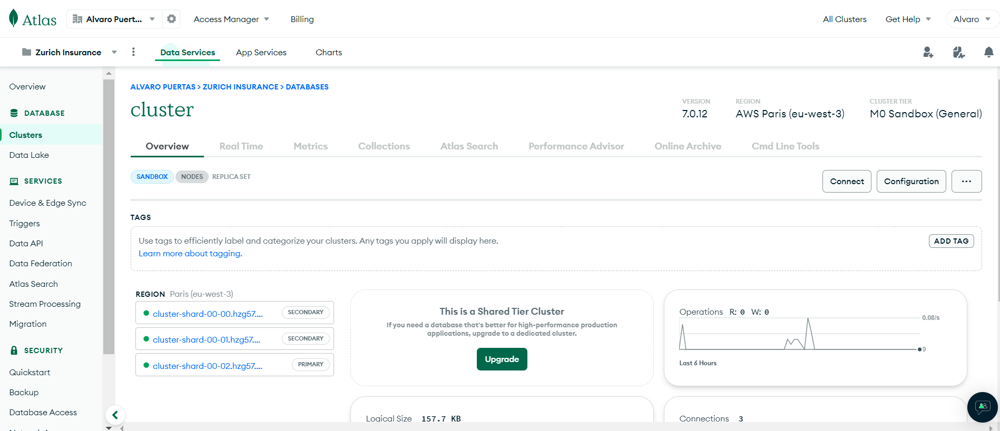 Atlas
Alvaro Puert...
Access Manager
Billing
All Clusters
Get Help
Alvaro
Zurich Insurance
Data Services
App Services
Charts
Overview
DATABASE
Clusters
Data Lake
SERVICES
Device & Edge Sync
Triggers
Data API
Data Federation
Atlas Search
Stream Processing
Migration
SECURITY
Quickstart
Backup
Database Access
ALVARO PUERTAS > ZURICH INSURANCE > DATABASES
cluster
VERSION
7.0.12
REGION
AWS Paris (eu-west-3)
CLUSTER TIER
M0 Sandbox (General)
Overview
Real Time
Metrics
Collections
Atlas Search
Performance Advisor
Online Archive
Cmd Line Tools
SANDBOX
NODES
REPLICA SET
Connect
Configuration
...
TAGS
Use tags to efficiently label and categorize your clusters. Any tags you apply will display here.
Learn more about tagging.
ADD TAG
REGION Paris (eu-west-3)
cluster-shard-00-00.hzg57....
SECONDARY
cluster-shard-00-01.hzg57....
SECONDARY
cluster-shard-00-02.hzg57....
PRIMARY
This is a Shared Tier Cluster
If you need a database that's better for high-performance production
applications, upgrade to a dedicated cluster.
Upgrade
Operations R: 0 W: 0
0.08/s
0
Last 6 Hours
Logical Size 157.7 KB
Connections 3